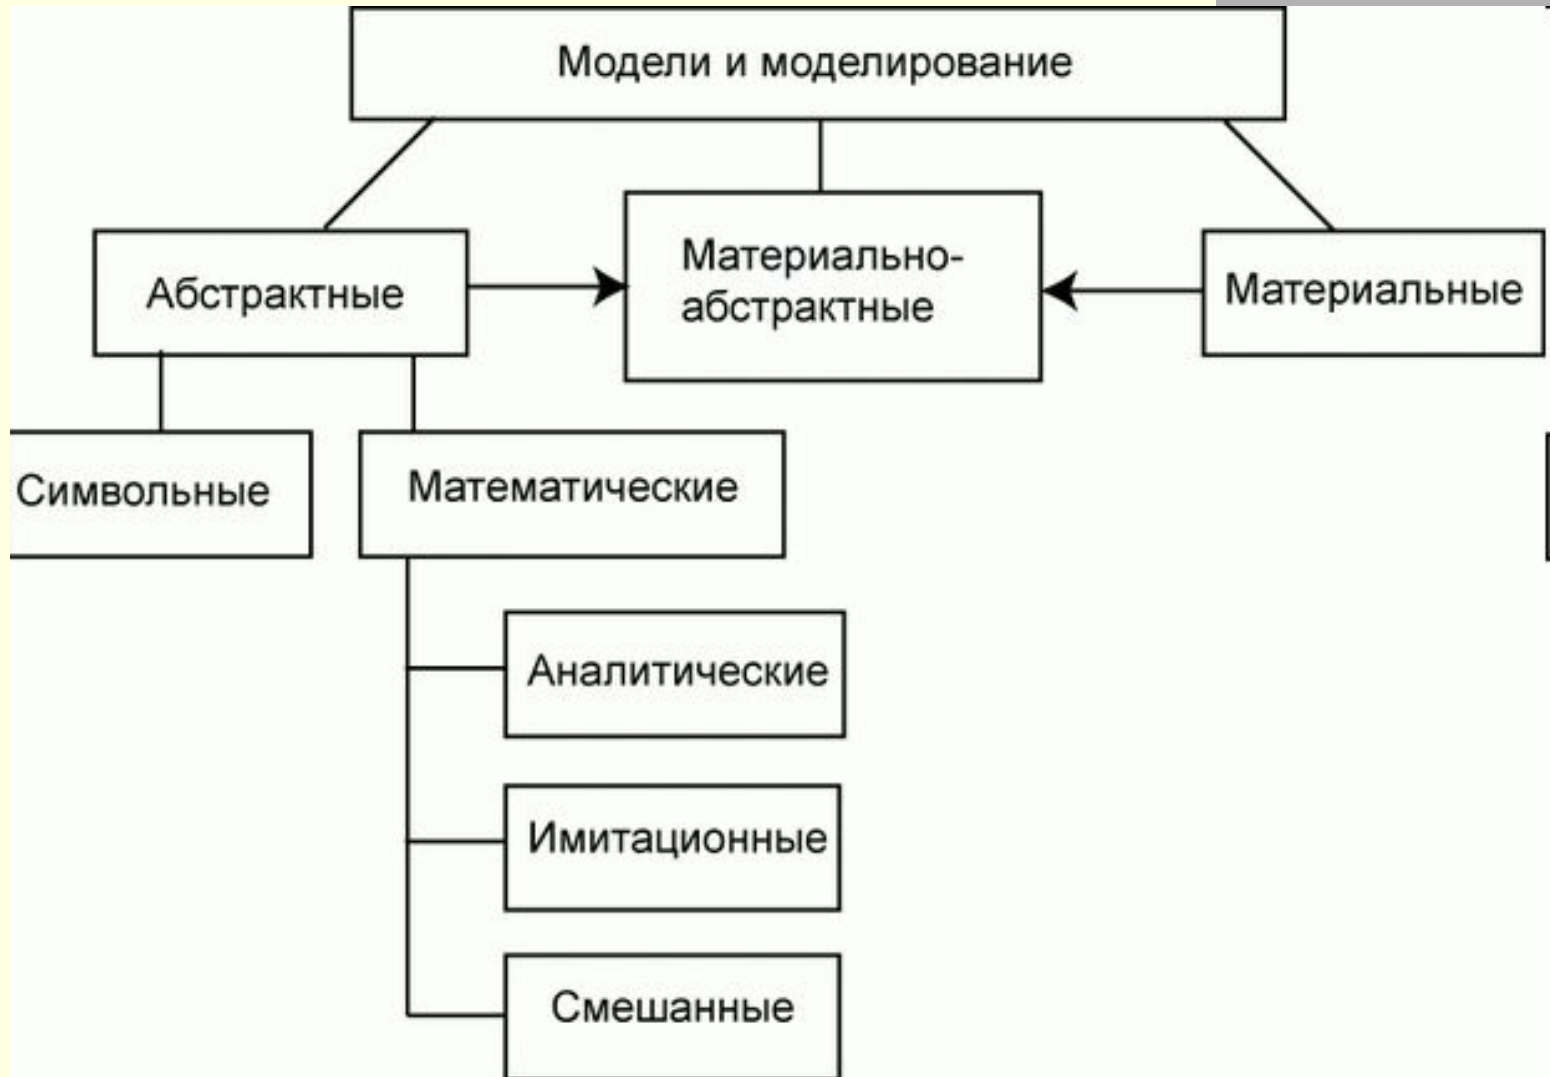 Модели и моделирование
Абстрактные
Материально-
абстрактные
Материальные
Символьные
Математические
Аналитические
Имитационные
Смешанные